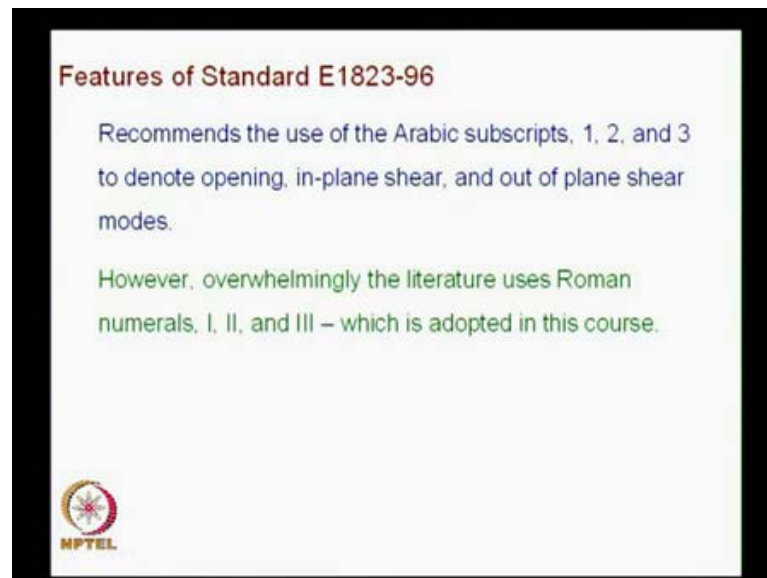 Features of Standard E1823-96
Recommends the use of the Arabic subscripts, 1, 2, and 3
to denote opening, in-plane shear, and out of plane shear
modes.
However, overwhelmingly the literature uses Roman
numerals, I, II, and III – which is adopted in this course.
NPTEL